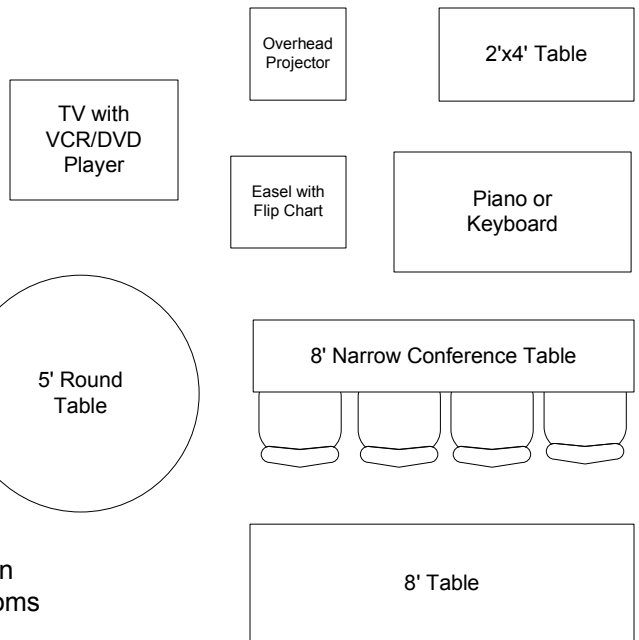 Overhead
Projector
2'x4' Table
TV with
VCR/DVD
Player
Easel with
Flip Chart
Piano or
Keyboard
8' Narrow Conference Table
5' Round
Table
8' Table